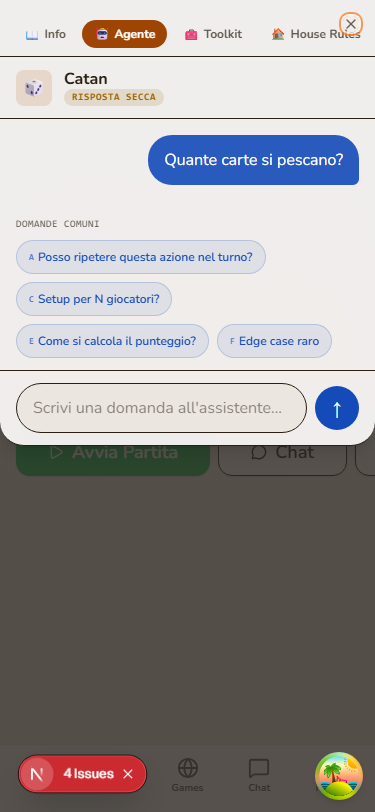 Info
Agente
Toolkit
House Rules
Catan
RISPOSTA SECCA
Quante carte si pescano?
DOMANDE COMUNI
A Posso ripetere questa azione nel turno?
C Setup per N giocatori?
E Come si calcola il punteggio?
F Edge case raro
Scrivi una domanda all'assistente...
↑
Avvia Partita
Chat
N 4 Issues
Games
Chat